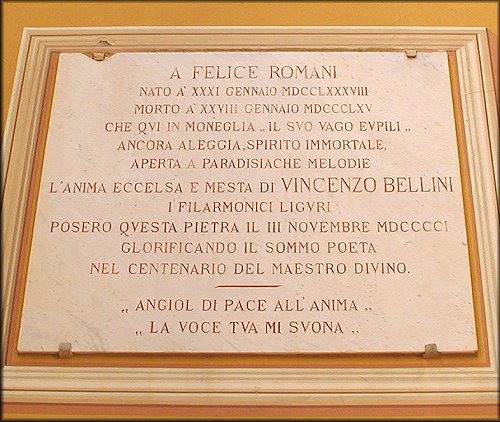 A FELICE ROMANI
NATO A' XXXI GENNAIO MDCCLXXXVIII
MORTO A' XXVIII GENNAIO MDCCCLXV
CHE QVI IN MONEGLIA „ IL SVO VAGO EVPILI „
ANCORA ALEGGIA, SPIRITO IMMORTALE,
APERTA A PARADISIACHE MELODIE
L'ANIMA ECCELSA E MESTA DI VINCENZO BELLINI
I FILARMONICI LIGVRI
POSERO QVESTA PIETRA IL III NOVEMBRE MDCCCCI
GLORIFICANDO IL SOMMO POETA
NEL CENTENARIO DEL MAESTRO DIVINO.
„ ANGIOL DI PACE ALL'ANIMA „
„ LA VOCE TVA MI SVONA „